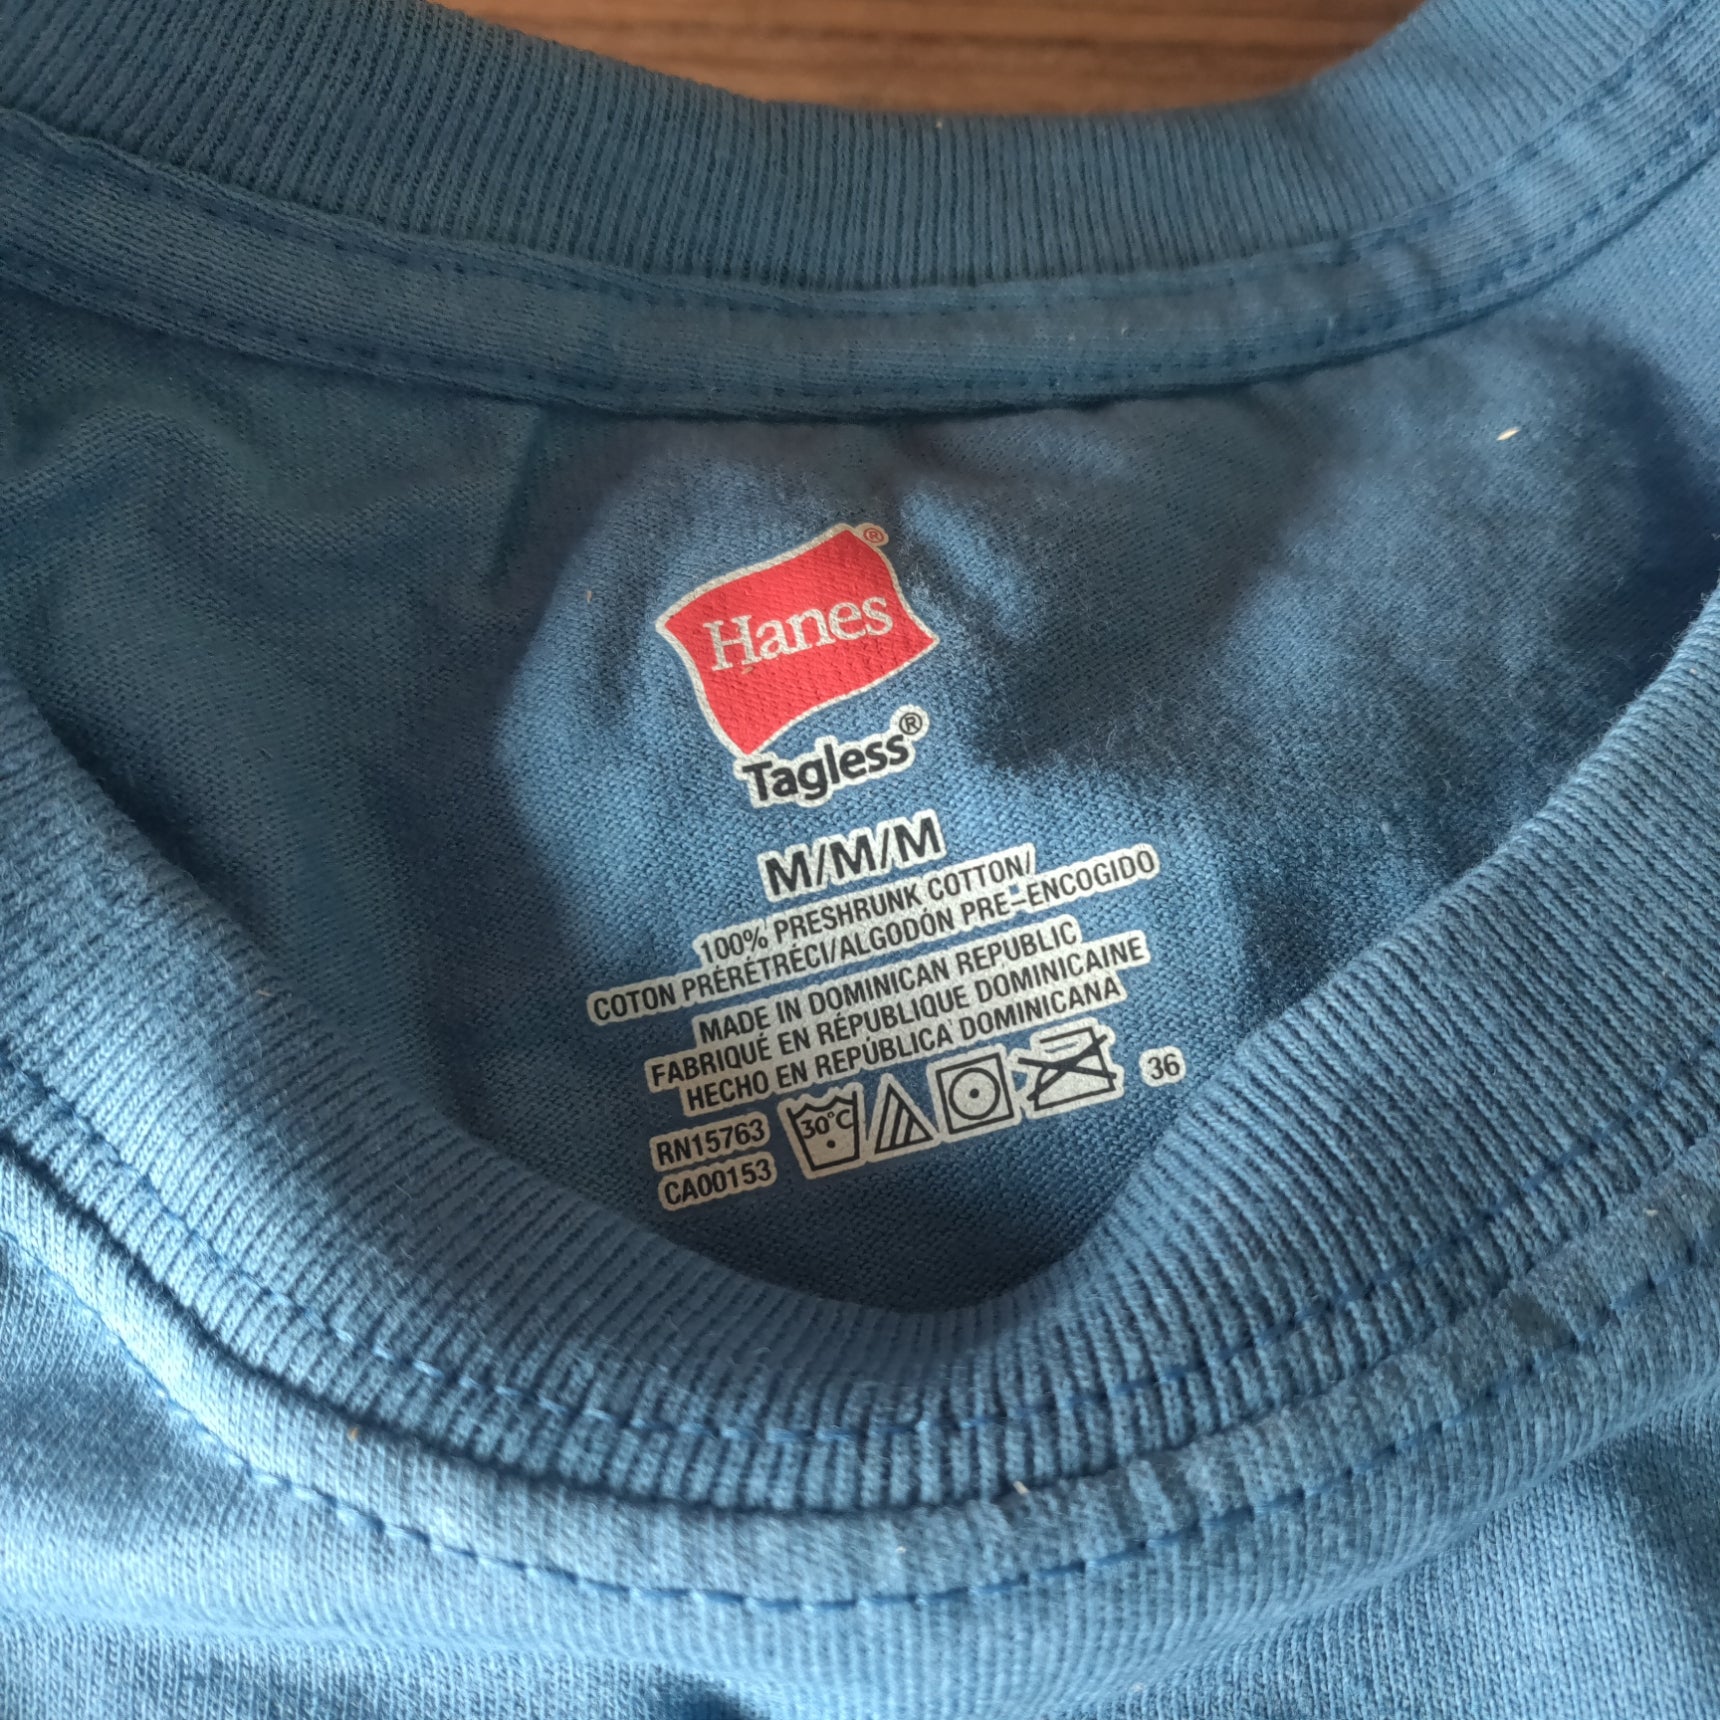 Hanes®
Tagless®
M/M/M
100% PRESHRUNK COTTON/
COTON PRÉRÉTRÉCI/ALGODÓN PRE-ENCOGIDO
MADE IN DOMINICAN REPUBLIC
FABRIQUÉ EN RÉPUBLIQUE DOMINICAINE
HECHO EN REPÚBLICA DOMINICANA
RN15763
CA00153
30°C
36